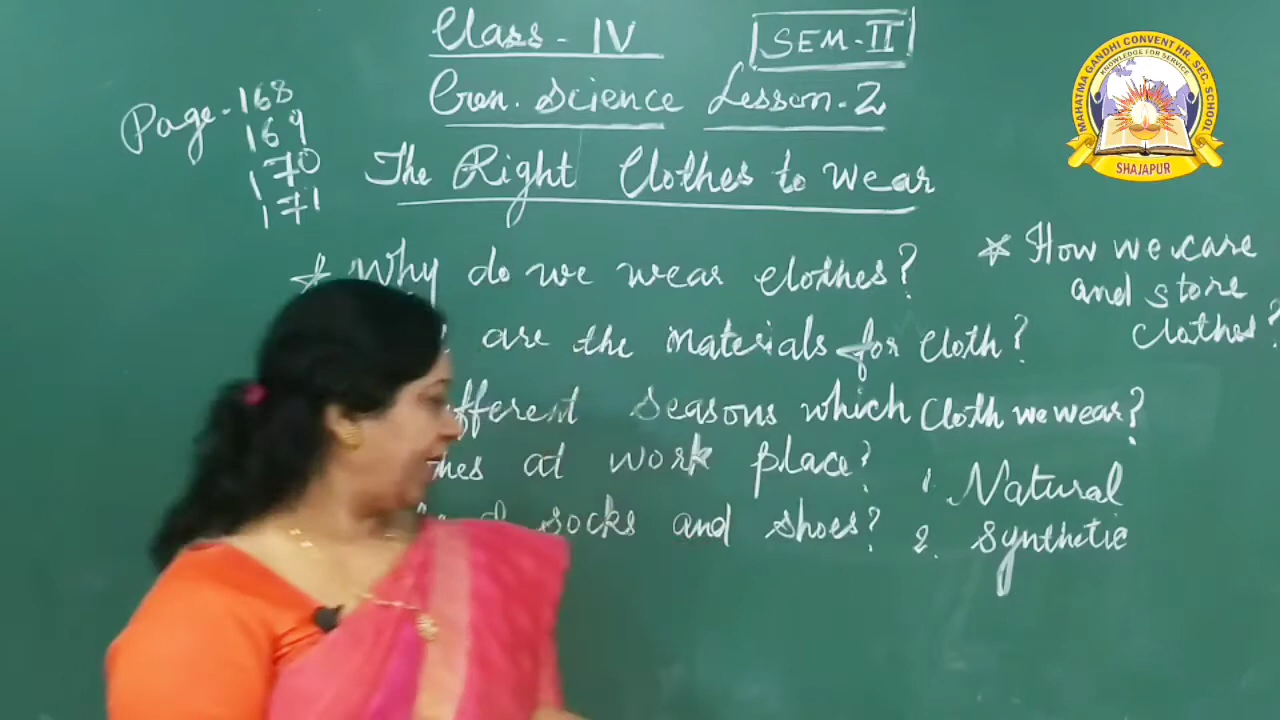 Class - IV
SEM-II
Gen. Science Lesson-2
Page - 168
169
170
171
The Right Clothes to Wear
Why do we wear clothes?
are the materials for cloth?
fferent seasons which cloth we wear?
hes at work place?
socks and shoes?
* How we care
and store
clothes?
1. Natural
2. Synthetic
MAHATMA GANDHI CONVENT HR. SEC. SCHOOL
KNOWLEDGE FOR SERVICE
SHAJAPUR